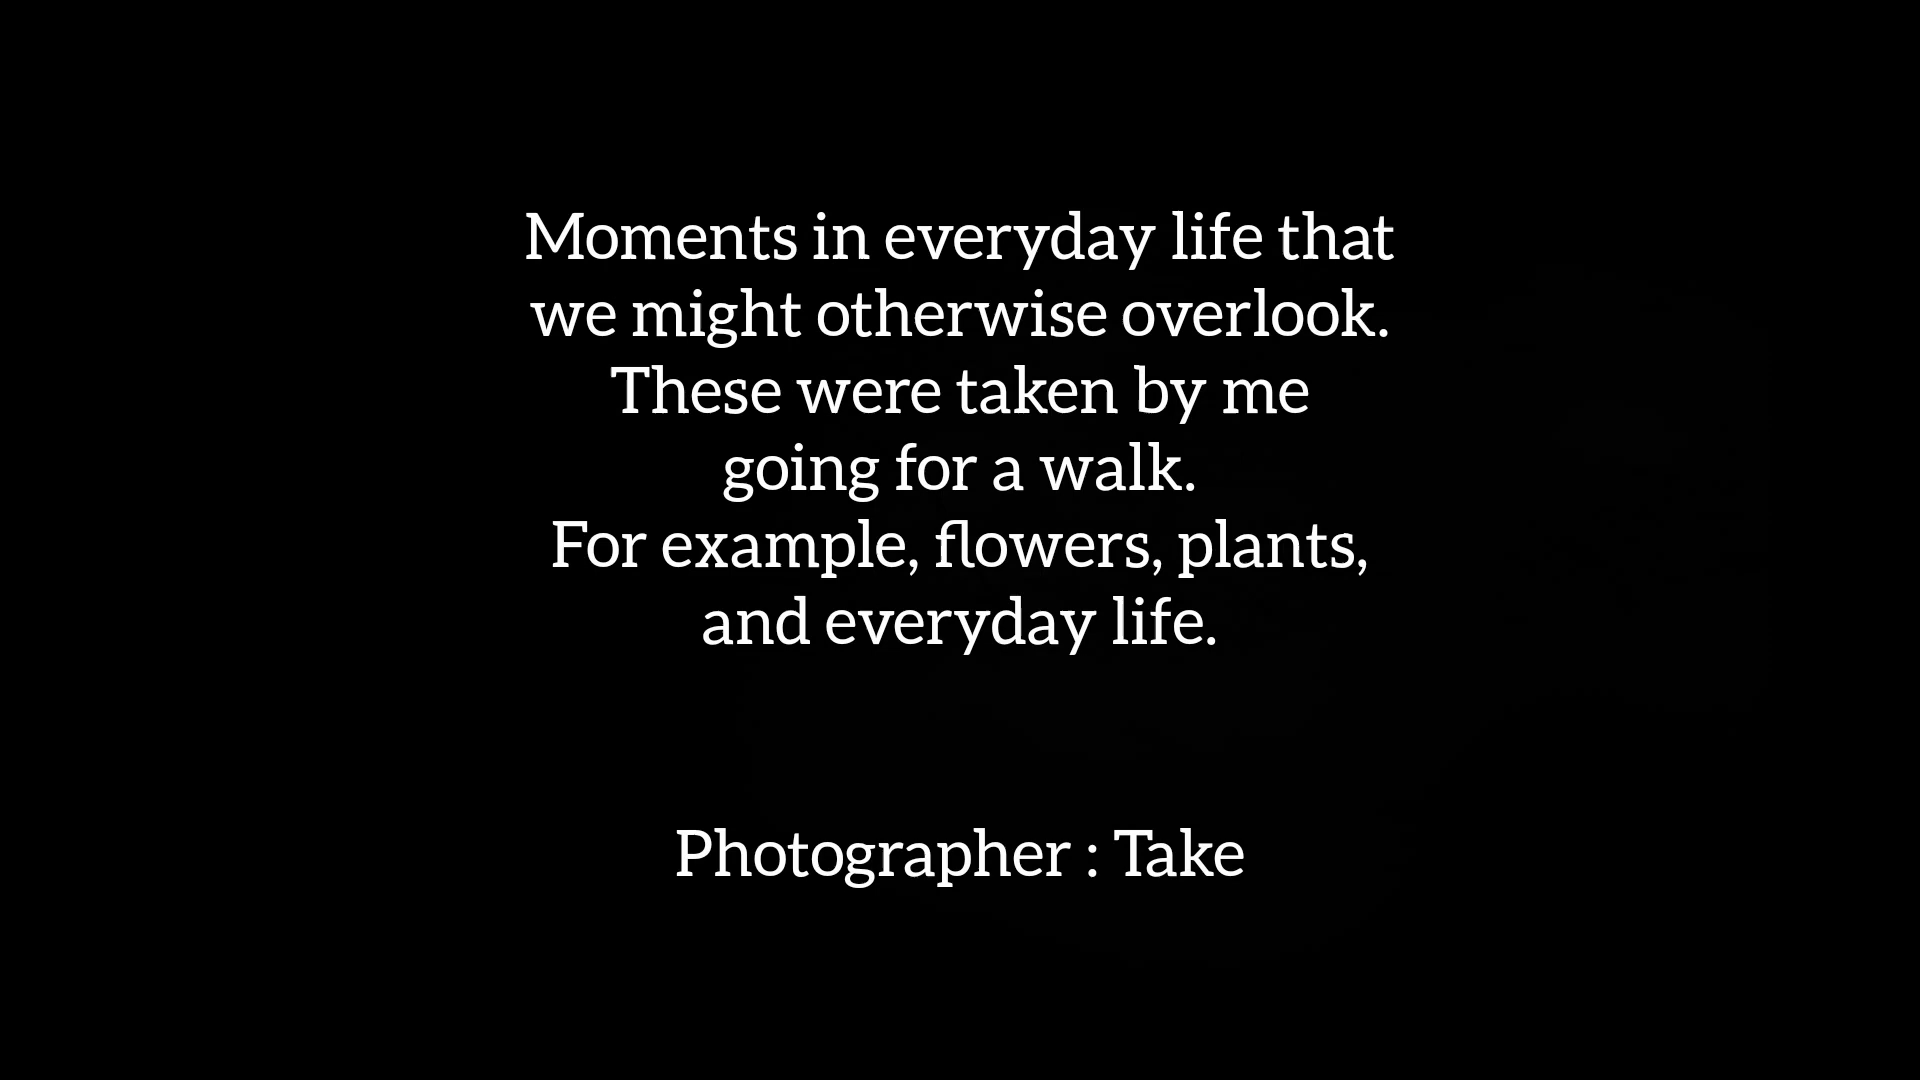 Moments in everyday life that
we might otherwise overlook.
These were taken by me
going for a walk.
For example, flowers, plants,
and everyday life.
Photographer : Take